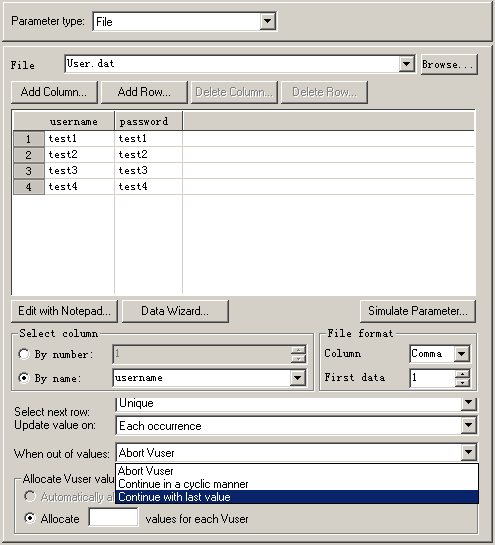 Parameter type: File
File User.dat Browse...
Add Column... Add Row... Delete Column... Delete Row...
username password
1 test1 test1
2 test2 test2
3 test3 test3
4 test4 test4
Edit with Notepad... Data Wizard... Simulate Parameter...
Select column File format
By number: 1 Column Comma
By name: username First data 1
Select next row: Unique
Update value on: Each occurrence
When out of values: Abort Vuser
Abort Vuser
Continue in a cyclic manner
Allocate Vuser valu
Continue with last value
Automatically a
Allocate values for each Vuser